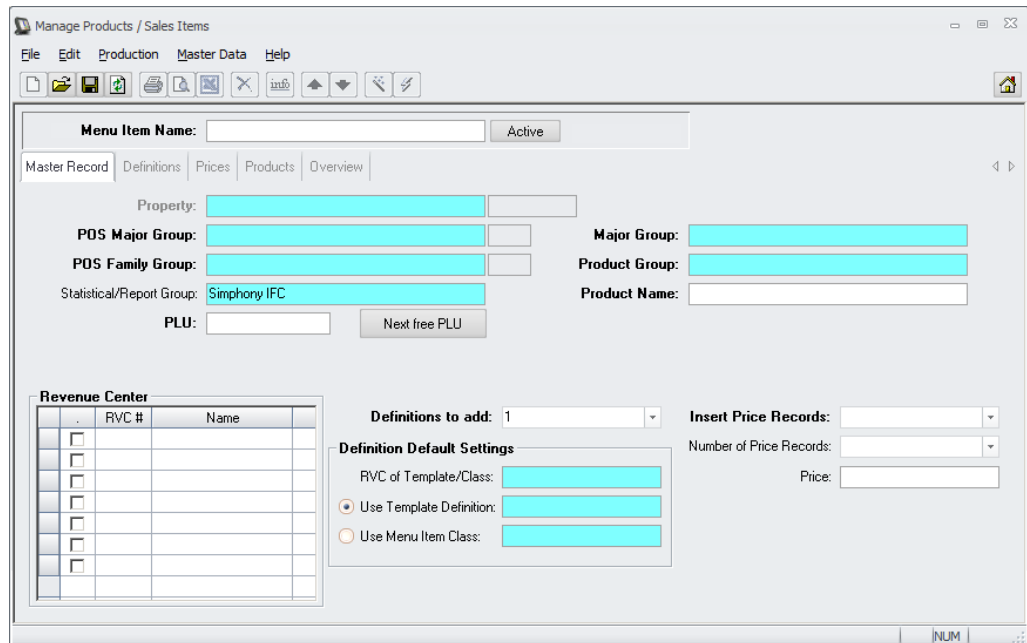 Manage Products / Sales Items
File Edit Production Master Data Help
info
Menu Item Name: Active
Master Record Definitions Prices Products Overview
Property:
POS Major Group: Major Group:
POS Family Group: Product Group:
Statistical/Report Group: Simphony IFC Product Name:
PLU: Next free PLU
Revenue Center
. RVC # Name
Definitions to add: 1 Insert Price Records:
Definition Default Settings Number of Price Records:
RVC of Template/Class: Price:
Use Template Definition:
Use Menu Item Class:
NUM